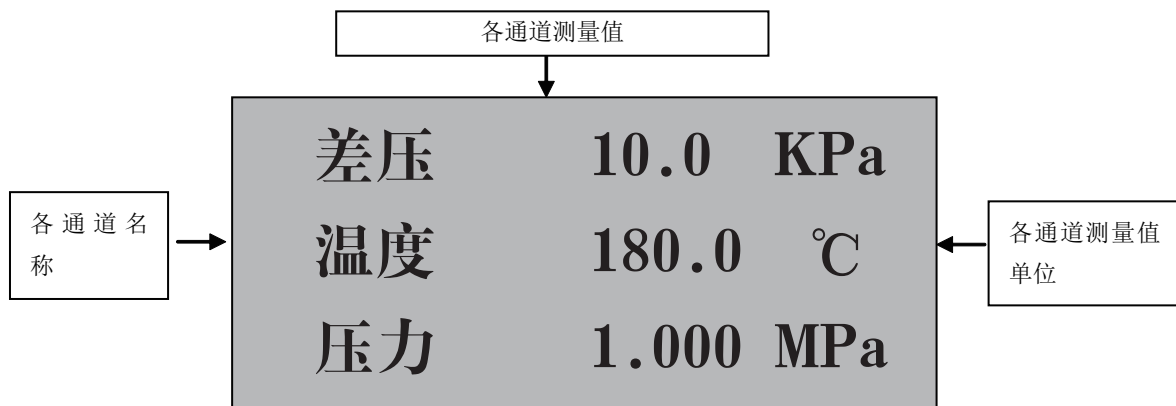 各通道测量值
差压 10.0 KPa
各通道名
称
温度 180.0 ℃
各通道测量值
单位
压力 1.000 MPa